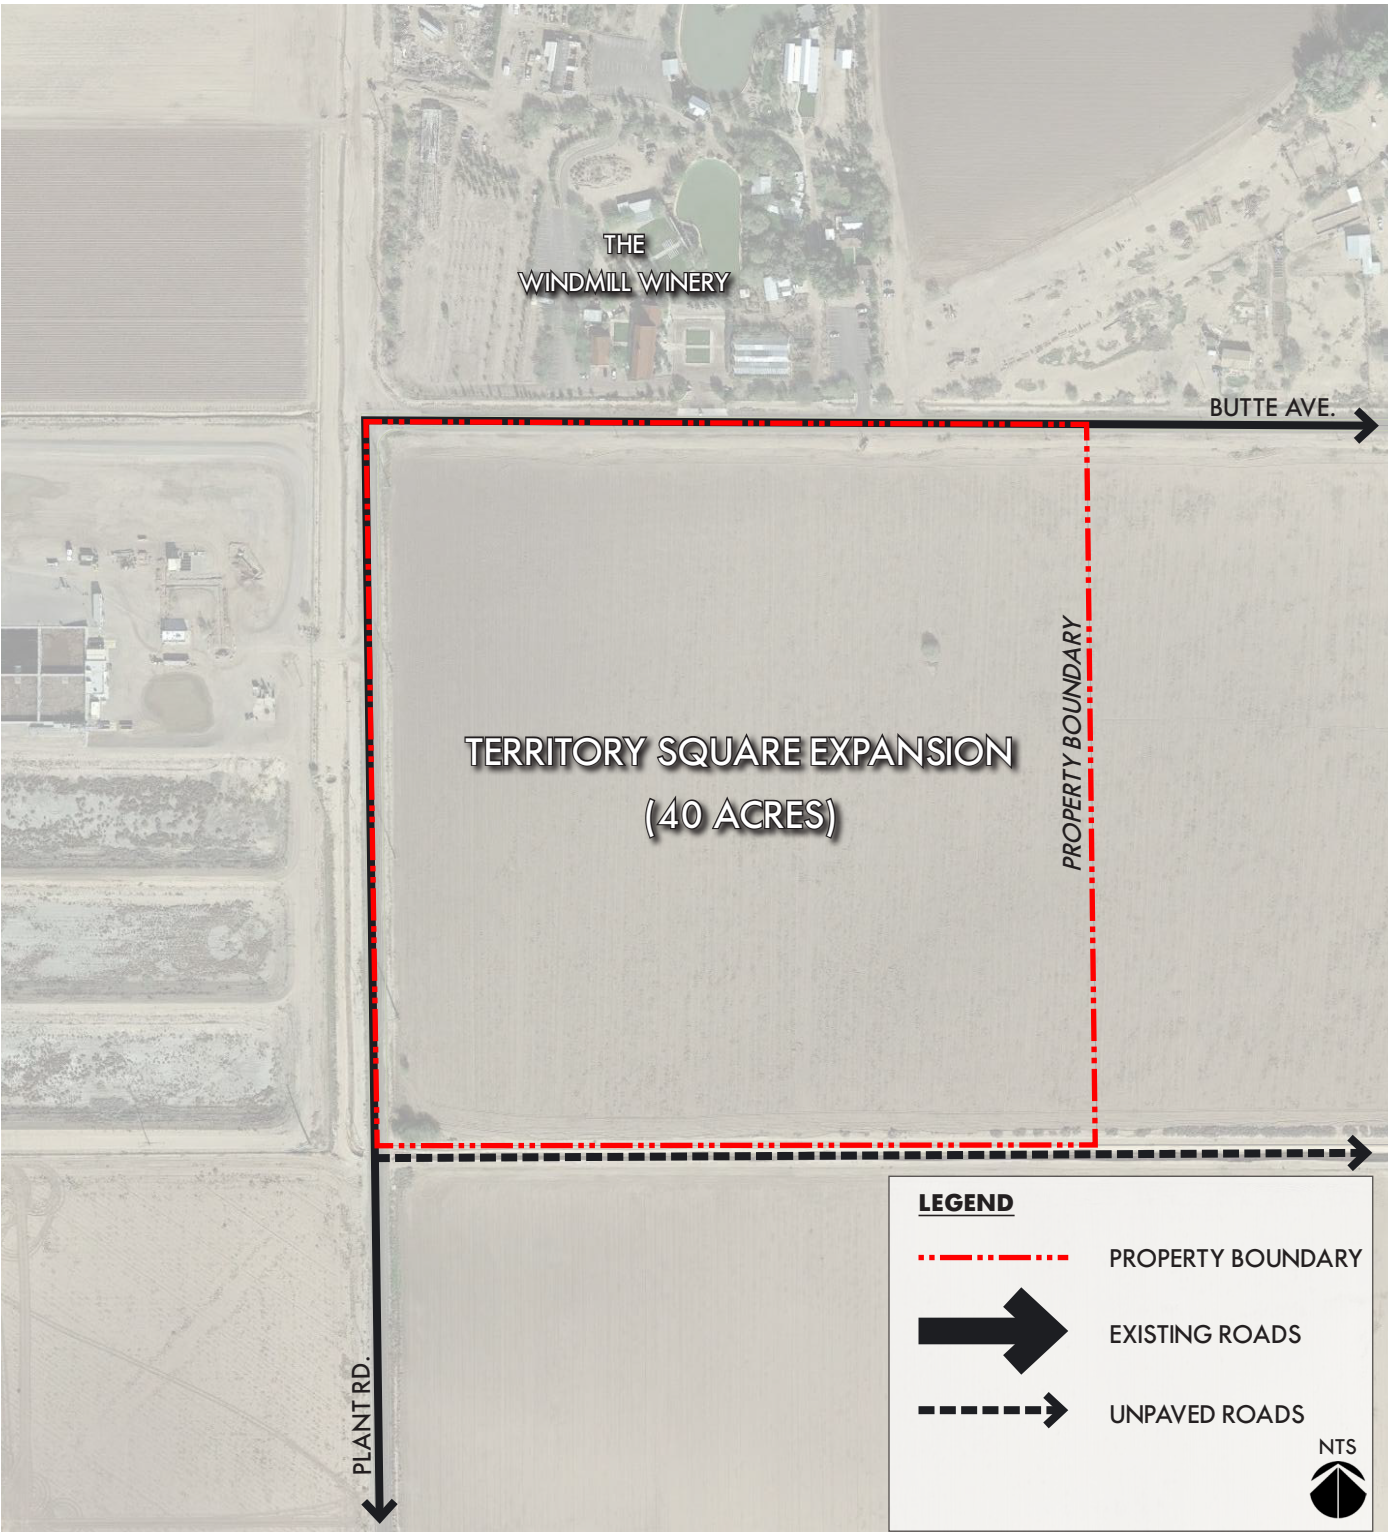 THE
WINDMILL WINERY
BUTTE AVE.
PROPERTY BOUNDARY
TERRITORY SQUARE EXPANSION
(40 ACRES)
PLANT RD.
LEGEND
PROPERTY BOUNDARY
EXISTING ROADS
UNPAVED ROADS
NTS